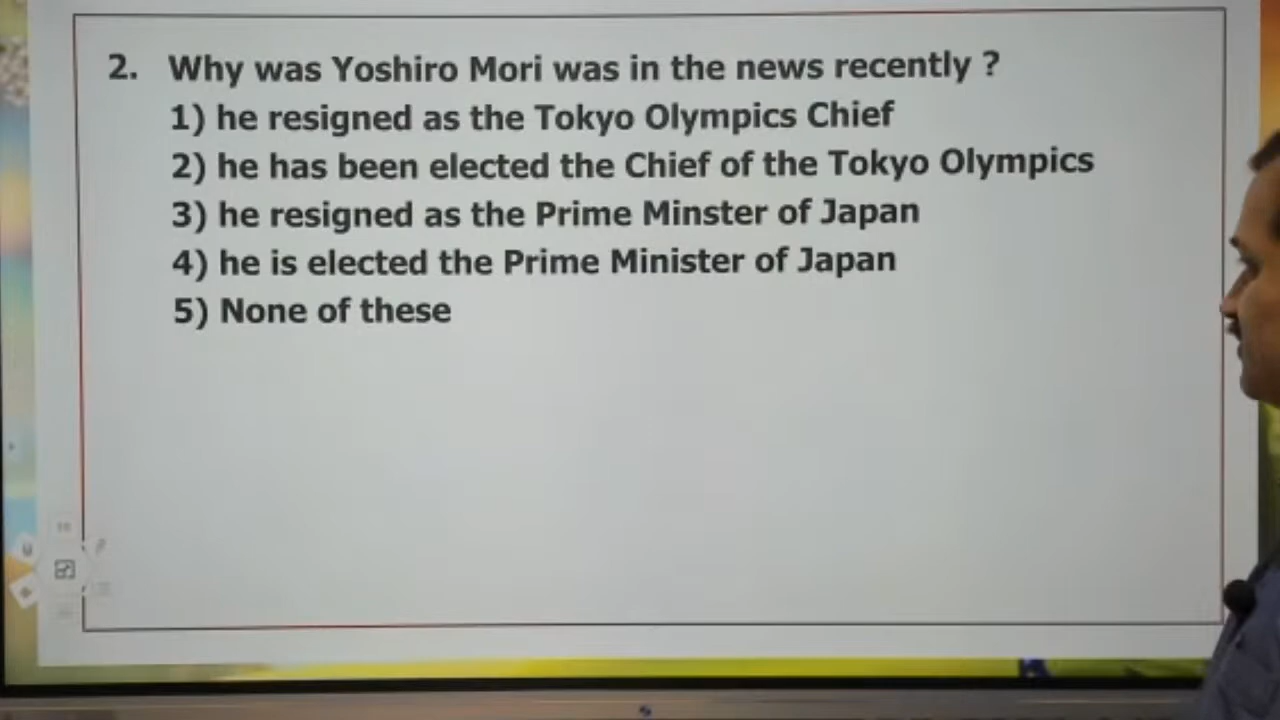 2. Why was Yoshiro Mori was in the news recently ?
1) he resigned as the Tokyo Olympics Chief
2) he has been elected the Chief of the Tokyo Olympics
3) he resigned as the Prime Minster of Japan
4) he is elected the Prime Minister of Japan
5) None of these